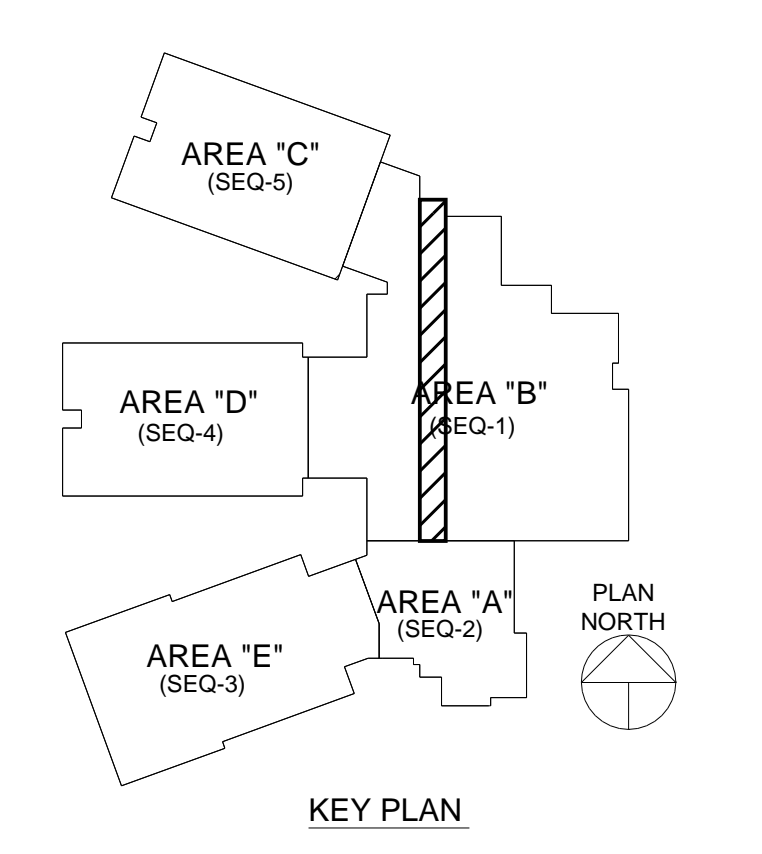 AREA "C"
(SEQ-5)
AREA "B"
(SEQ-1)
AREA "D"
(SEQ-4)
AREA "A"
(SEQ-2)
AREA "E"
(SEQ-3)
PLAN
NORTH
KEY PLAN